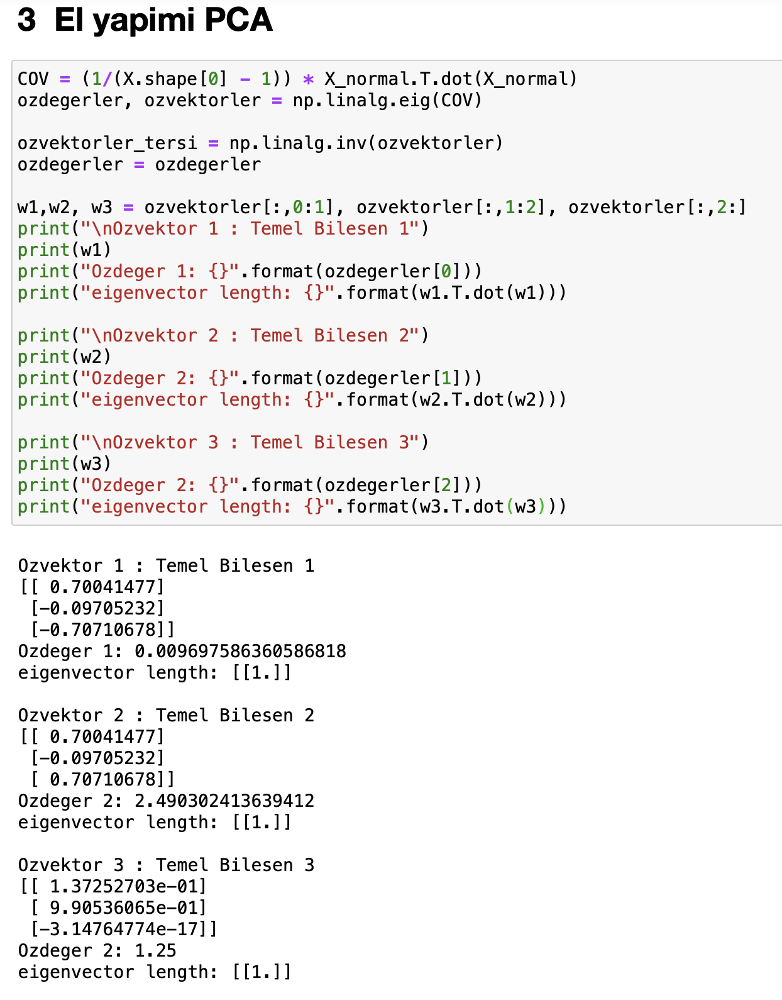 3 El yapimi PCA
COV = (1/(X.shape[0] - 1)) * X_normal.T.dot(X_normal)
ozdegerler, ozvektorler = np.linalg.eig(COV)
ozvektorler_tersi = np.linalg.inv(ozvektorler)
ozdegerler = ozdegerler
w1,w2, w3 = ozvektorler[:,0:1], ozvektorler[:,1:2], ozvektorler[:,2:]
print("\nOzvektor 1 : Temel Bilesen 1")
print(w1)
print("Ozdeger 1: {}".format(ozdegerler[0]))
print("eigenvector length: {}".format(w1.T.dot(w1)))
print("\nOzvektor 2 : Temel Bilesen 2")
print(w2)
print("Ozdeger 2: {}".format(ozdegerler[1]))
print("eigenvector length: {}".format(w2.T.dot(w2)))
print("\nOzvektor 3 : Temel Bilesen 3")
print(w3)
print("Ozdeger 2: {}".format(ozdegerler[2]))
print("eigenvector length: {}".format(w3.T.dot(w3)))
Ozvektor 1 : Temel Bilesen 1
[[ 0.70041477]
[-0.09705232]
[-0.70710678]]
Ozdeger 1: 0.009697586360586818
eigenvector length: [[1.]]
Ozvektor 2 : Temel Bilesen 2
[[ 0.70041477]
[-0.09705232]
[ 0.70710678]]
Ozdeger 2: 2.490302413639412
eigenvector length: [[1.]]
Ozvektor 3 : Temel Bilesen 3
[[ 1.37252703e-01]
[ 9.90536065e-01]
[-3.14764774e-17]]
Ozdeger 2: 1.25
eigenvector length: [[1.]]